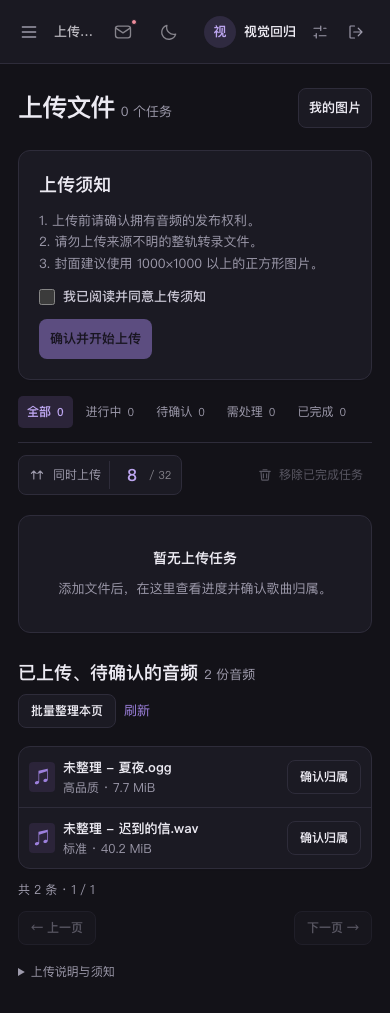 上传...
视
视觉回归
上传文件 0 个任务
我的图片
上传须知
1. 上传前请确认拥有音频的发布权利。
2. 请勿上传来源不明的整轨转录文件。
3. 封面建议使用 1000×1000 以上的正方形图片。
我已阅读并同意上传须知
确认并开始上传
全部 0 进行中 0 待确认 0 需处理 0 已完成 0
同时上传 8 / 32 移除已完成任务
暂无上传任务
添加文件后，在这里查看进度并确认歌曲归属。
已上传、待确认的音频 2 份音频
批量整理本页 刷新
未整理 – 夏夜.ogg
高品质 · 7.7 MiB
确认归属
未整理 – 迟到的信.wav
标准 · 40.2 MiB
确认归属
共 2 条 · 1 / 1
← 上一页 下一页 →
▶ 上传说明与须知